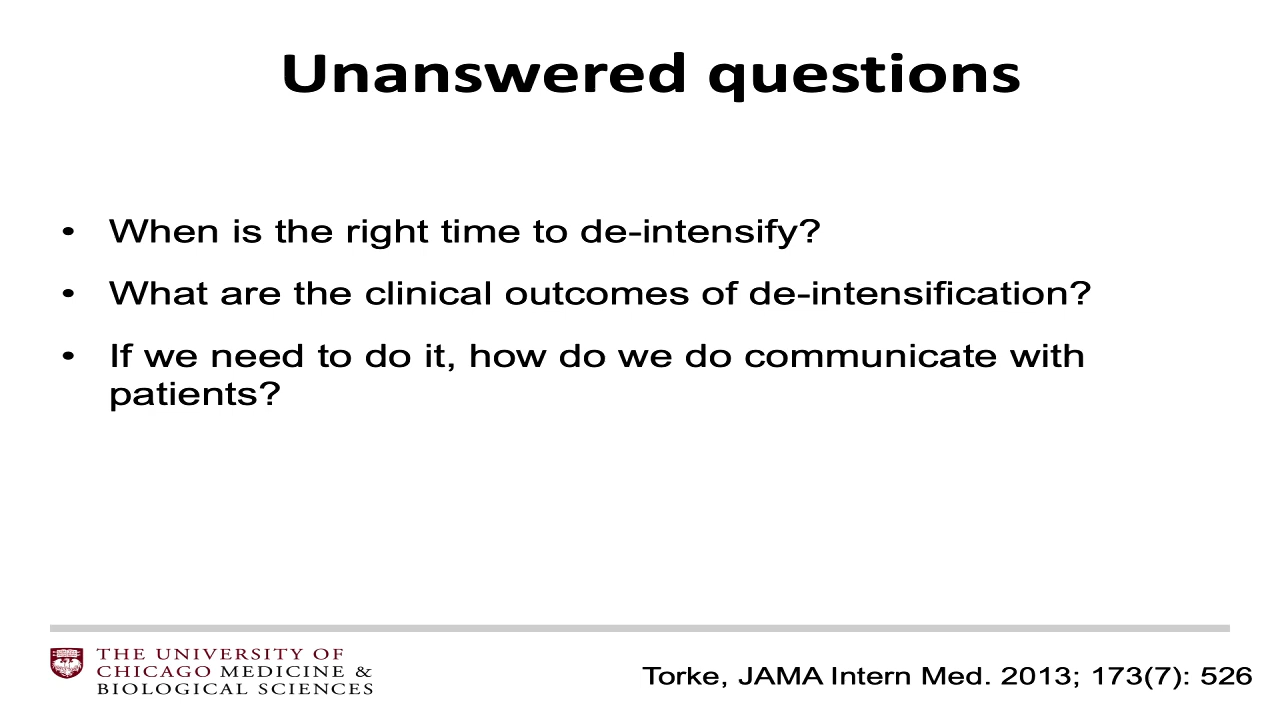 Unanswered questions
• When is the right time to de-intensify?
• What are the clinical outcomes of de-intensification?
• If we need to do it, how do we do communicate with
patients?
THE UNIVERSITY OF
CHICAGO MEDICINE &
BIOLOGICAL SCIENCES
Torke, JAMA Intern Med. 2013; 173(7): 526